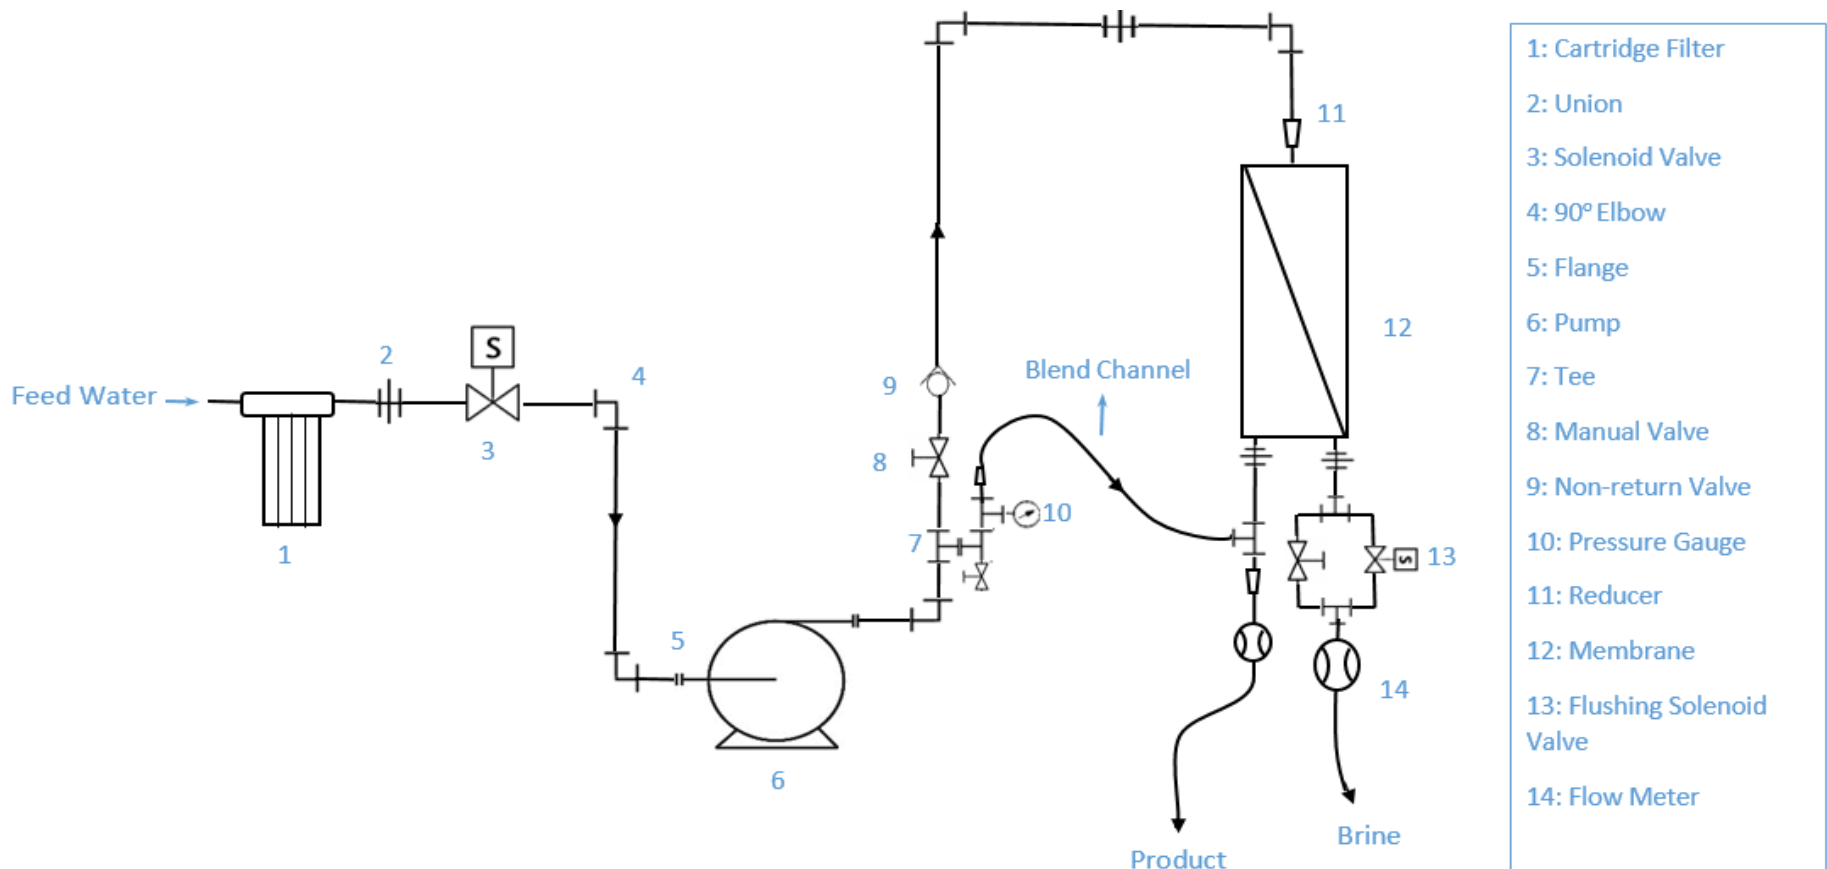 11
12
2
S
4
Feed Water
3
1
9
Blend Channel
8
10
7
5
6
S
13
14
Product
Brine
1: Cartridge Filter
2: Union
3: Solenoid Valve
4: 90º Elbow
5: Flange
6: Pump
7: Tee
8: Manual Valve
9: Non-return Valve
10: Pressure Gauge
11: Reducer
12: Membrane
13: Flushing Solenoid
Valve
14: Flow Meter